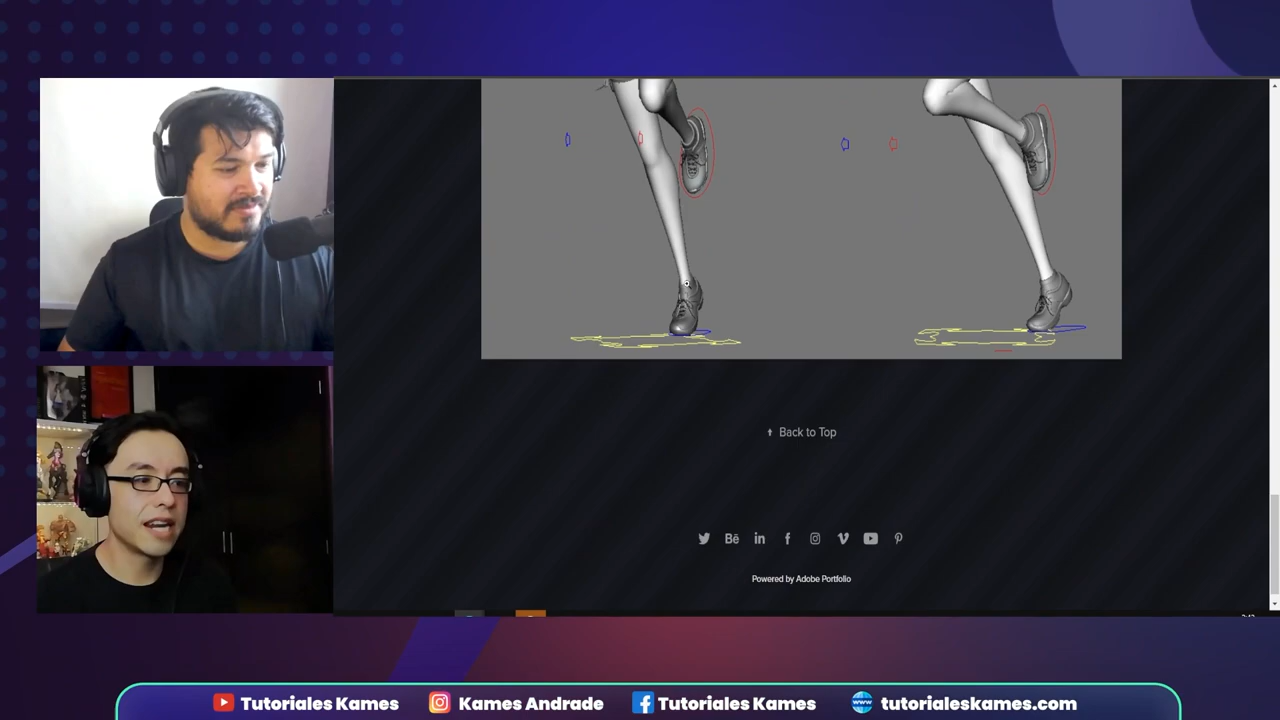 Back to Top
Powered by Adobe Portfolio
Tutoriales Kames
Kames Andrade
Tutoriales Kames
tutorialeskames.com